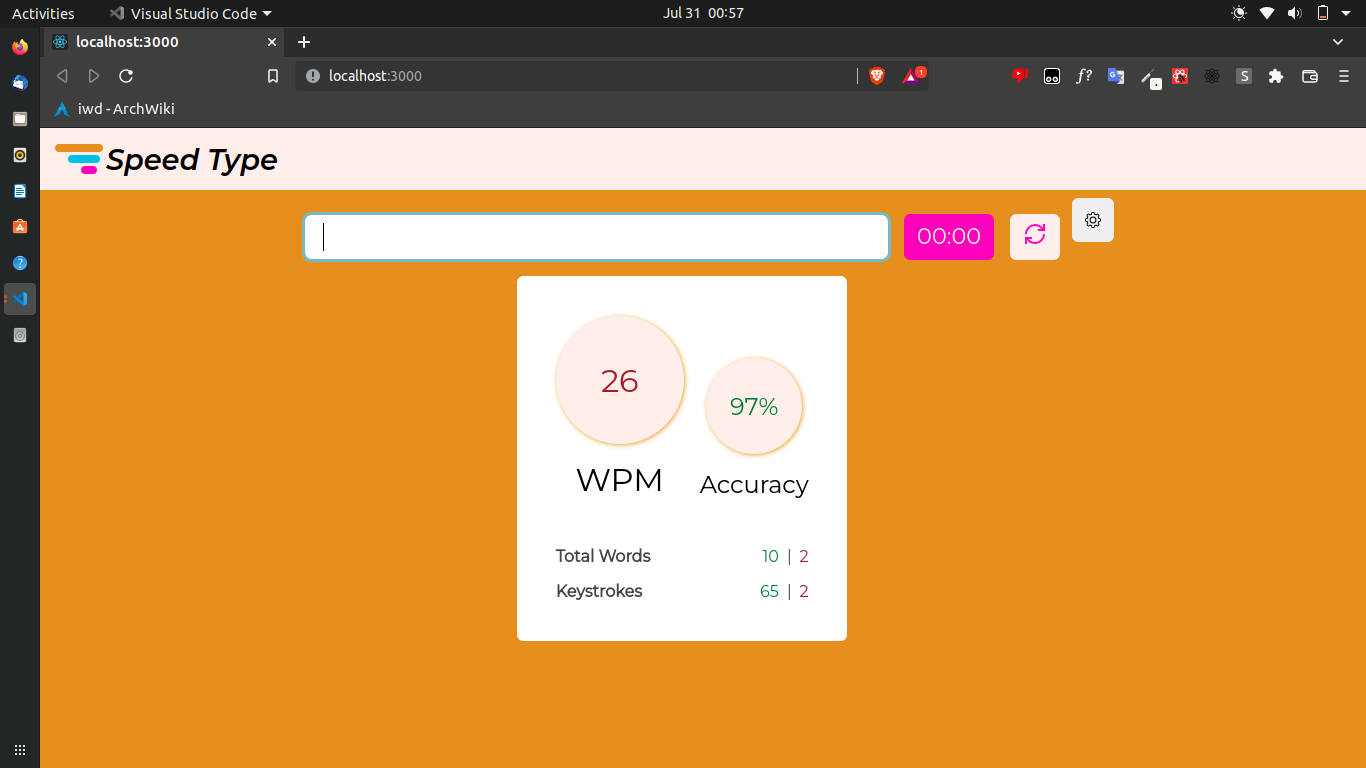 Activities
Visual Studio Code
Jul 31 00:57
localhost:3000
localhost:3000
1
f?
S
iwd - ArchWiki
Speed Type
00:00
26
97%
WPM
Accuracy
Total Words 10 | 2
Keystrokes 65 | 2